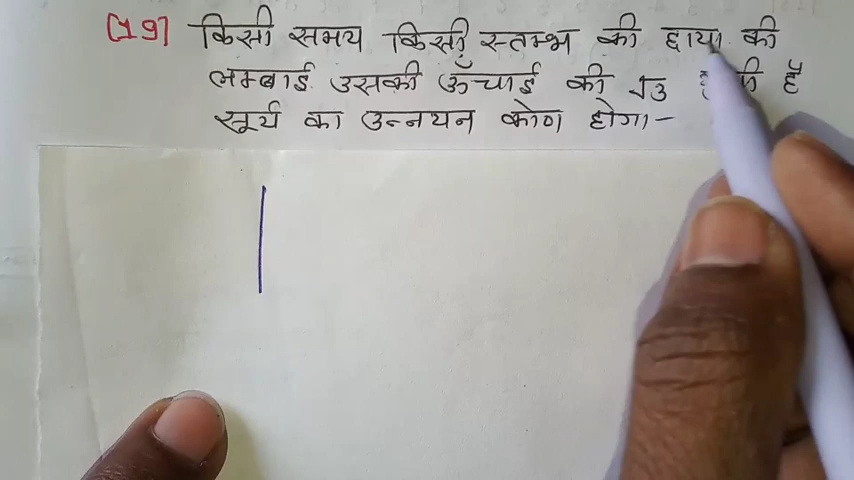 [19] किसी समय किसी स्तम्भ की छाया की
लम्बाई उसकी ऊँचाई की √3 है
सूर्य का उन्नयन कोण होगा—